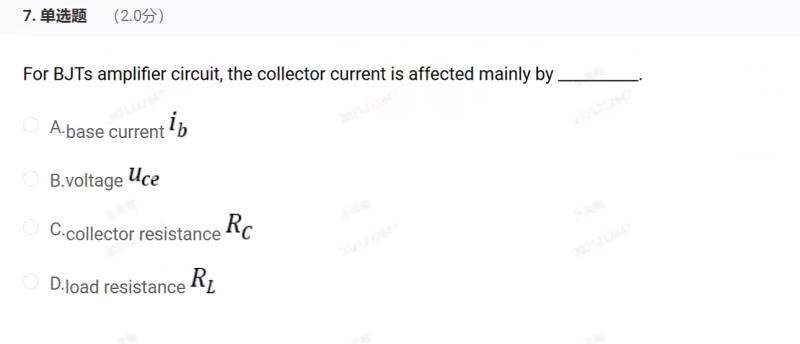 7. 单选题 （2.0分）
For BJTs amplifier circuit, the collector current is affected mainly by __________.
A.base current i_b
B.voltage u_ce
C.collector resistance R_C
D.load resistance R_L